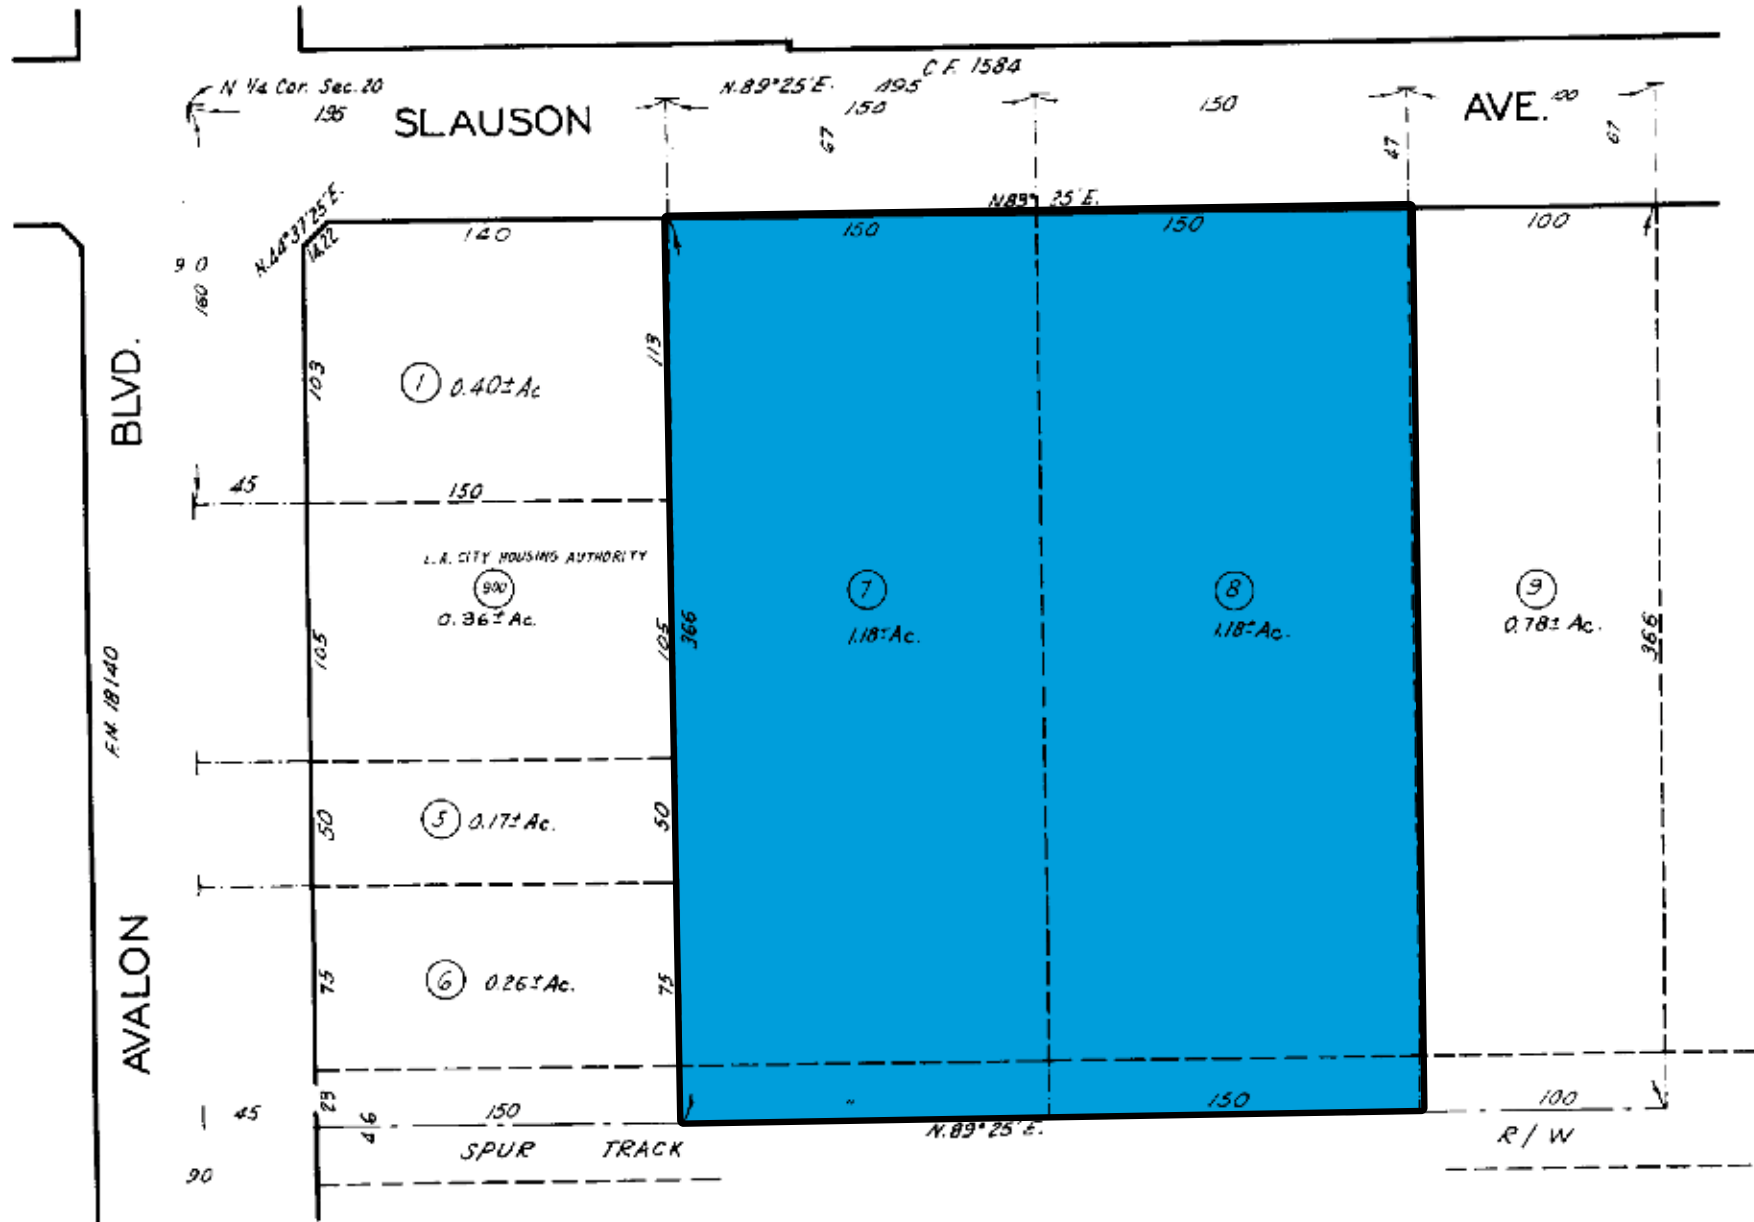 C.F. 1584
N ¼ Cor. Sec. 20
N.89°25'E. 495
195
SLAUSON
150
150
AVE.
100
67
47
67
N.44°37'25"E.
14.22
N89° 25'E.
140
150
150
100
90
160
103
113
BLVD.
1 0.40± Ac
45
150
L.A. CITY HOUSING AUTHORITY
900
0.36± Ac.
7
1.18± Ac.
8
1.18± Ac.
9
0.78± Ac.
105
105
366
366
F.M. 18140
50
5 0.17± Ac.
50
AVALON
75
6 0.26± Ac.
75
45
23
46
150
"
150
100
N.89°25'E.
SPUR TRACK
R/W
90